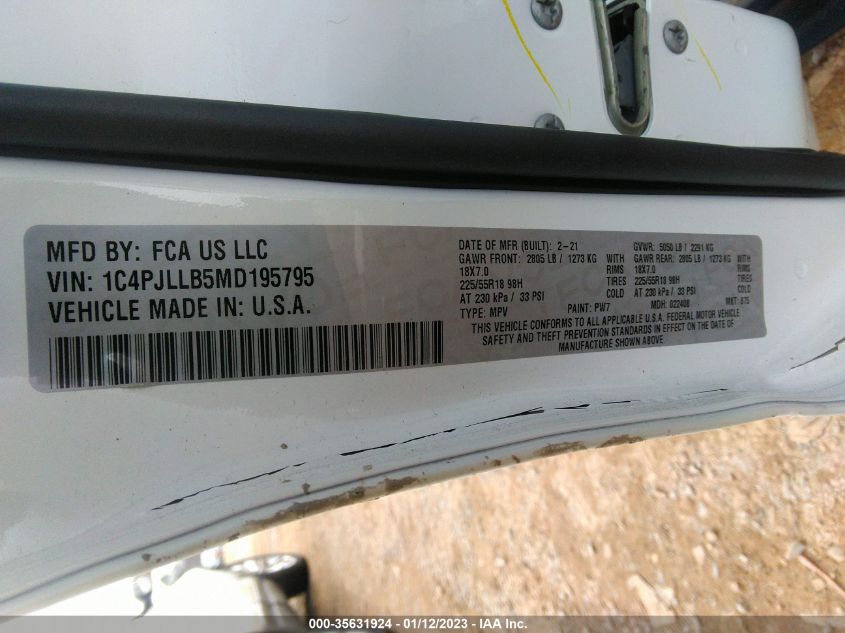 MFD BY: FCA US LLC
VIN: 1C4PJLLB5MD195795
VEHICLE MADE IN: U.S.A.
DATE OF MFR (BUILT): 2-21 GVWR: 5050 LB / 2291 KG
GAWR FRONT: 2805 LB / 1273 KG WITH GAWR REAR: 2805 LB / 1273 KG WITH
18X7.0 RIMS 18X7.0 RIMS
225/55R18 98H TIRES 225/55R18 98H TIRES
AT 230 kPa / 33 PSI COLD AT 230 kPa / 33 PSI COLD
TYPE: MPV PAINT: PW7 MDH: 022408 MKT: 875
THIS VEHICLE CONFORMS TO ALL APPLICABLE U.S.A. FEDERAL MOTOR VEHICLE
SAFETY AND THEFT PREVENTION STANDARDS IN EFFECT ON THE DATE OF
MANUFACTURE SHOWN ABOVE
000-35631924 - 01/12/2023 - IAA Inc.